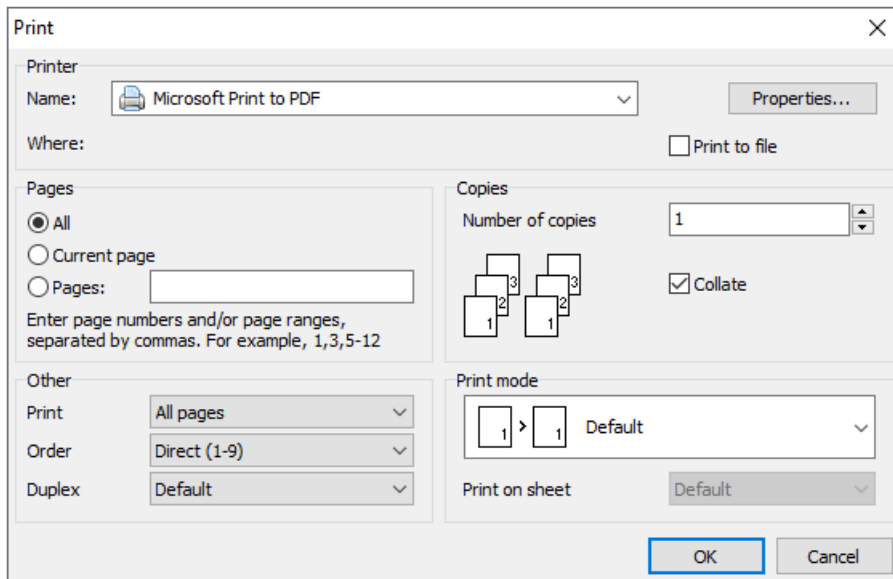 Print
Printer
Name: Microsoft Print to PDF Properties...
Where: Print to file
Pages
All
Current page
Pages:
Enter page numbers and/or page ranges,
separated by commas. For example, 1,3,5-12
Copies
Number of copies 1
3 3
2 2
1 1
Collate
Other
Print All pages
Order Direct (1-9)
Duplex Default
Print mode
1 > 1 Default
Print on sheet Default
OK Cancel